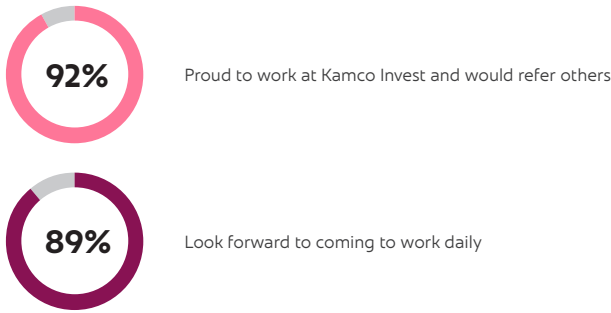 92%
Proud to work at Kamco Invest and would refer others
89%
Look forward to coming to work daily